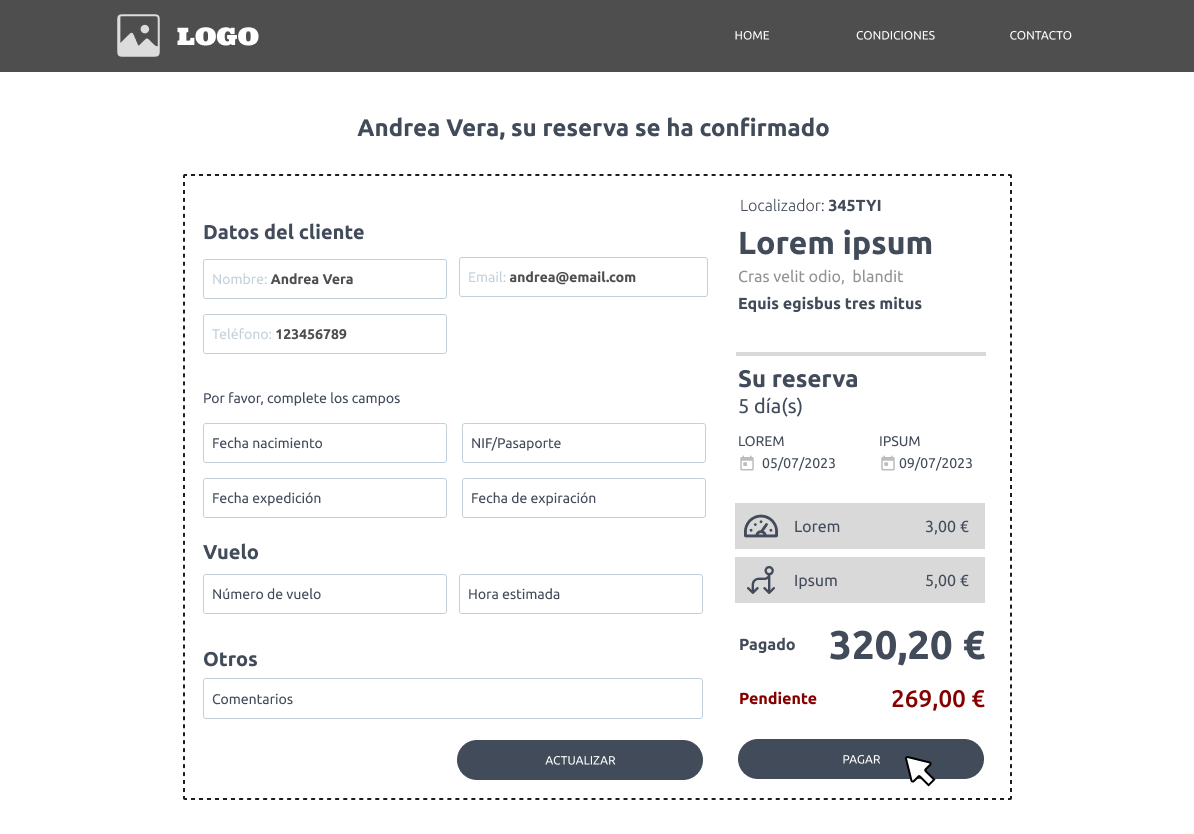 LOGO
HOME
CONDICIONES
CONTACTO
Andrea Vera, su reserva se ha confirmado
Datos del cliente
Nombre: Andrea Vera
Email: andrea@email.com
Teléfono: 123456789
Por favor, complete los campos
Fecha nacimiento
NIF/Pasaporte
Fecha expedición
Fecha de expiración
Vuelo
Número de vuelo
Hora estimada
Otros
Comentarios
ACTUALIZAR
Localizador: 345TYI
Lorem ipsum
Cras velit odio, blandit
Equis egisbus tres mitus
Su reserva
5 día(s)
LOREM
IPSUM
05/07/2023
09/07/2023
Lorem 3,00 €
Ipsum 5,00 €
Pagado 320,20 €
Pendiente 269,00 €
PAGAR